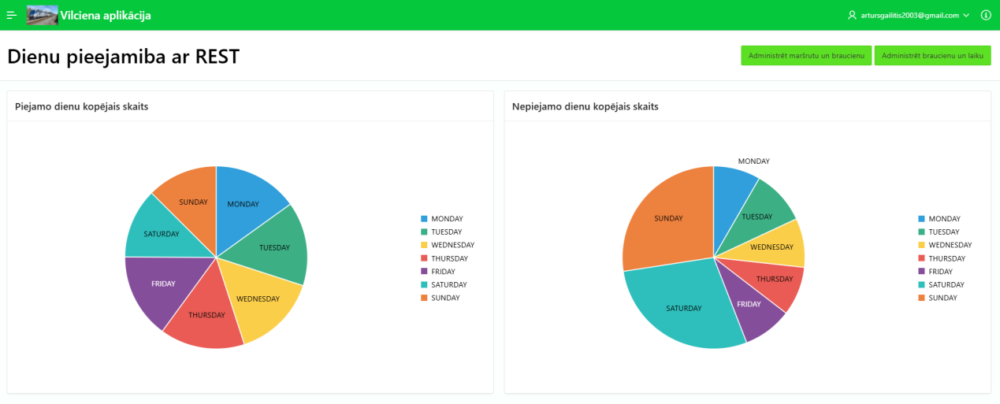 Vilciena aplikācija
artursgailitis2003@gmail.com
Dienu pieejamiba ar REST
Administrēt maršrutu un braucienu
Administrēt braucienu un laiku
Piejamo dienu kopējais skaits
MONDAY
TUESDAY
WEDNESDAY
THURSDAY
FRIDAY
SATURDAY
SUNDAY
MONDAY
TUESDAY
WEDNESDAY
THURSDAY
FRIDAY
SATURDAY
SUNDAY
Nepiejamo dienu kopējais skaits
MONDAY
TUESDAY
WEDNESDAY
THURSDAY
FRIDAY
SATURDAY
SUNDAY
MONDAY
TUESDAY
WEDNESDAY
THURSDAY
FRIDAY
SATURDAY
SUNDAY